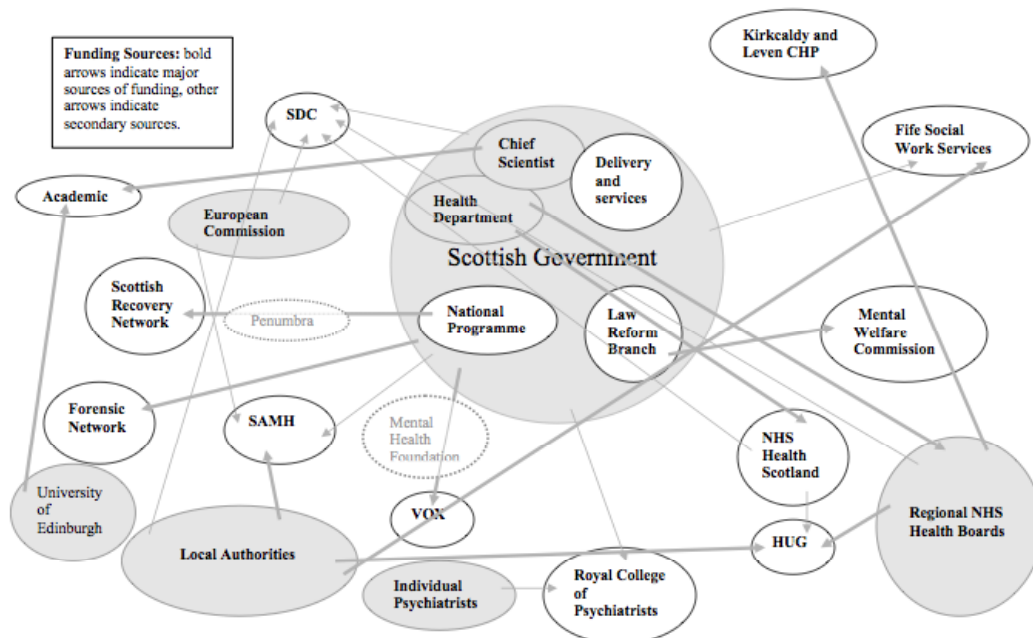 Funding Sources: bold
arrows indicate major
sources of funding, other
arrows indicate
secondary sources.
Kirkcaldy and
Leven CHP
SDC
Chief
Scientist
Delivery
and
services
Fife Social
Work Services
Academic
European
Commission
Health
Department
Scottish Government
Scottish
Recovery
Network
Penumbra
National
Programme
Law
Reform
Branch
Mental
Welfare
Commission
Forensic
Network
SAMH
Mental
Health
Foundation
NHS
Health
Scotland
University
of
Edinburgh
VOX
Regional NHS
Health Boards
Local Authorities
HUG
Individual
Psychiatrists
Royal College
of
Psychiatrists